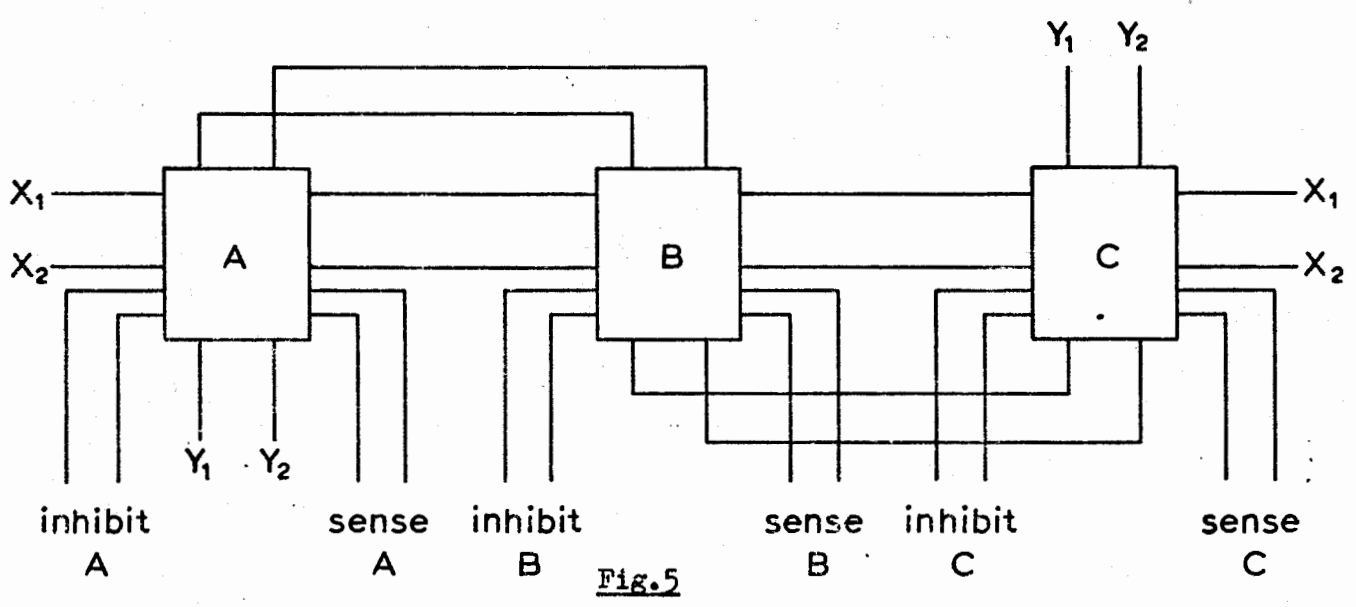 Y₁ Y₂
X₁ A B C X₁
X₂ X₂
Y₁ Y₂
inhibit sense inhibit sense inhibit sense
A A B B C C
Fig.5